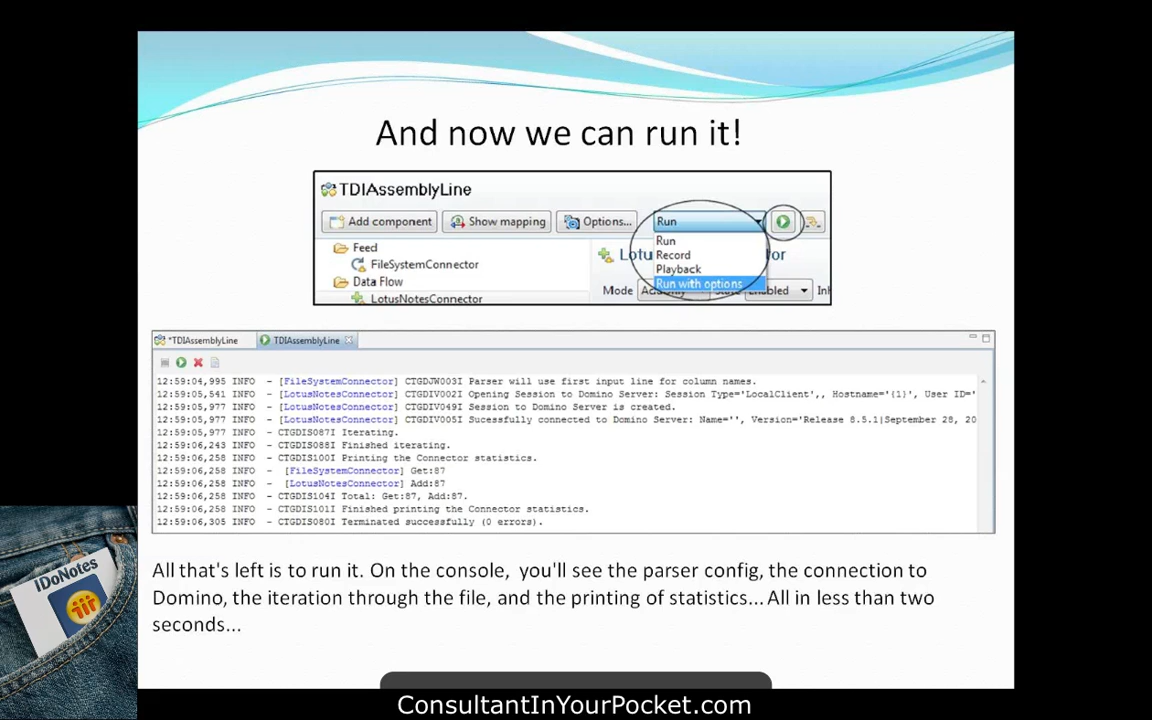 And now we can run it!
TDIAssemblyLine
Add component Show mapping Options... Run
Run
Record
Playback
Run with options
Feed
FileSystemConnector
Data Flow
LotusNotesConnector
Lotu or
Mode Enabled
*TDIAssemblyLine TDIAssemblyLine
12:59:04,995 INFO - [FileSystemConnector] CTGDJW003I Parser will use first input line for column names.
12:59:05,541 INFO - [LotusNotesConnector] CTGDIV002I Opening Session to Domino Server: Session Type='LocalClient',, Hostname='{1}', User ID='
12:59:05,977 INFO - [LotusNotesConnector] CTGDIV049I Session to Domino Server is created.
12:59:05,977 INFO - [LotusNotesConnector] CTGDIV005I Sucessfully connected to Domino Server: Name='', Version='Release 8.5.1|September 28, 20
12:59:05,977 INFO - CTGDIS087I Iterating.
12:59:06,243 INFO - CTGDIS088I Finished iterating.
12:59:06,258 INFO - CTGDIS100I Printing the Connector statistics.
12:59:06,258 INFO - [FileSystemConnector] Get:87
12:59:06,258 INFO - [LotusNotesConnector] Add:87
12:59:06,258 INFO - CTGDIS104I Total: Get:87, Add:87.
12:59:06,258 INFO - CTGDIS101I Finished printing the Connector statistics.
12:59:06,305 INFO - CTGDIS080I Terminated successfully (0 errors).
All that's left is to run it. On the console, you'll see the parser config, the connection to
Domino, the iteration through the file, and the printing of statistics... All in less than two
seconds...
IDoNotes
ConsultantInYourPocket.com